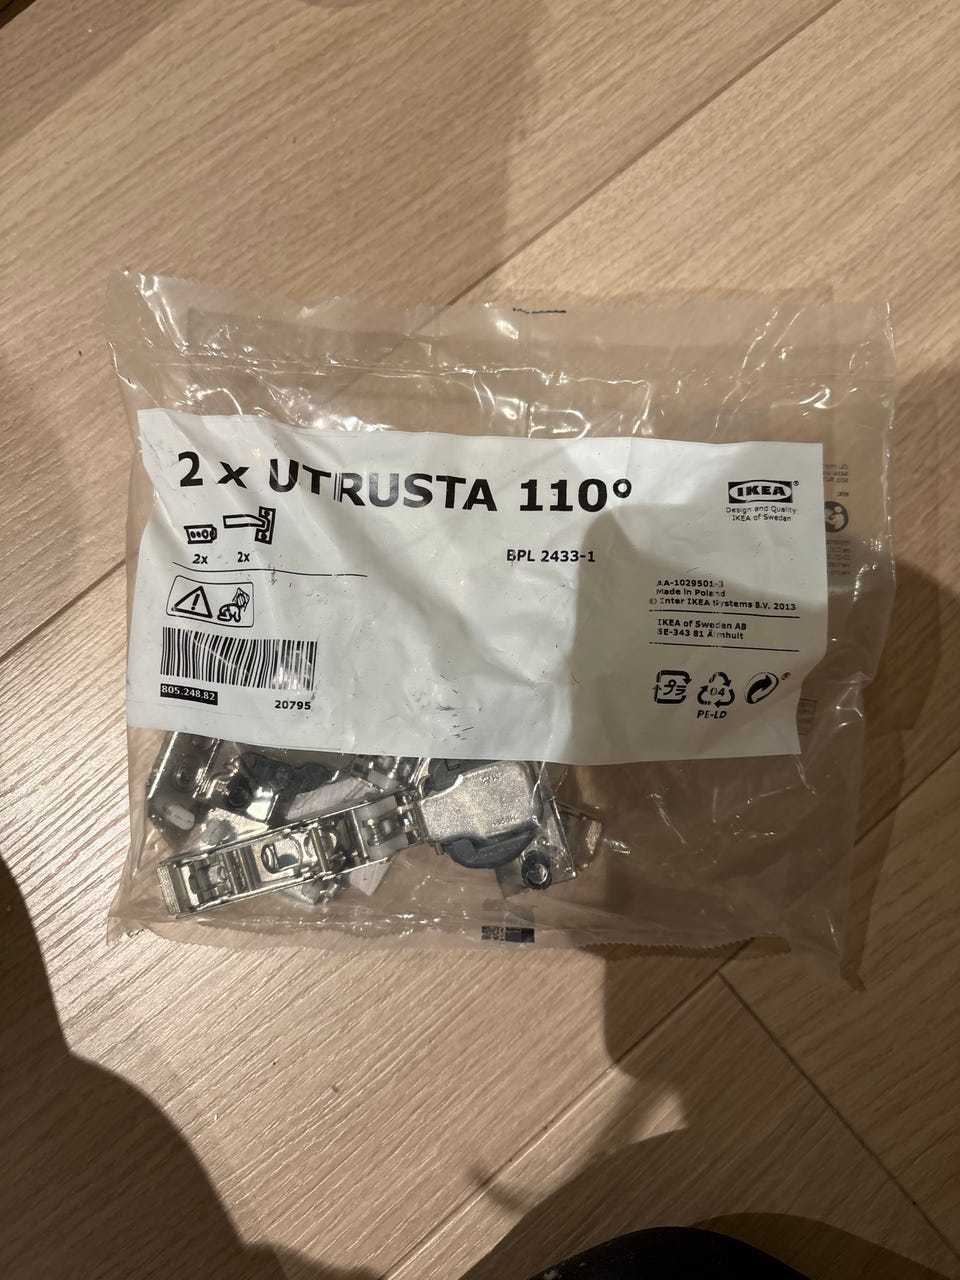 2 x UTRUSTA 110°
IKEA®
Design and Quality
IKEA of Sweden
2x 2x
BPL 2433-1
AA-1029501-3
Made in Poland
© Inter IKEA Systems B.V. 2013
IKEA of Sweden AB
SE-343 81 Älmhult
805.248.82
20795
プラ
04
PE-LD